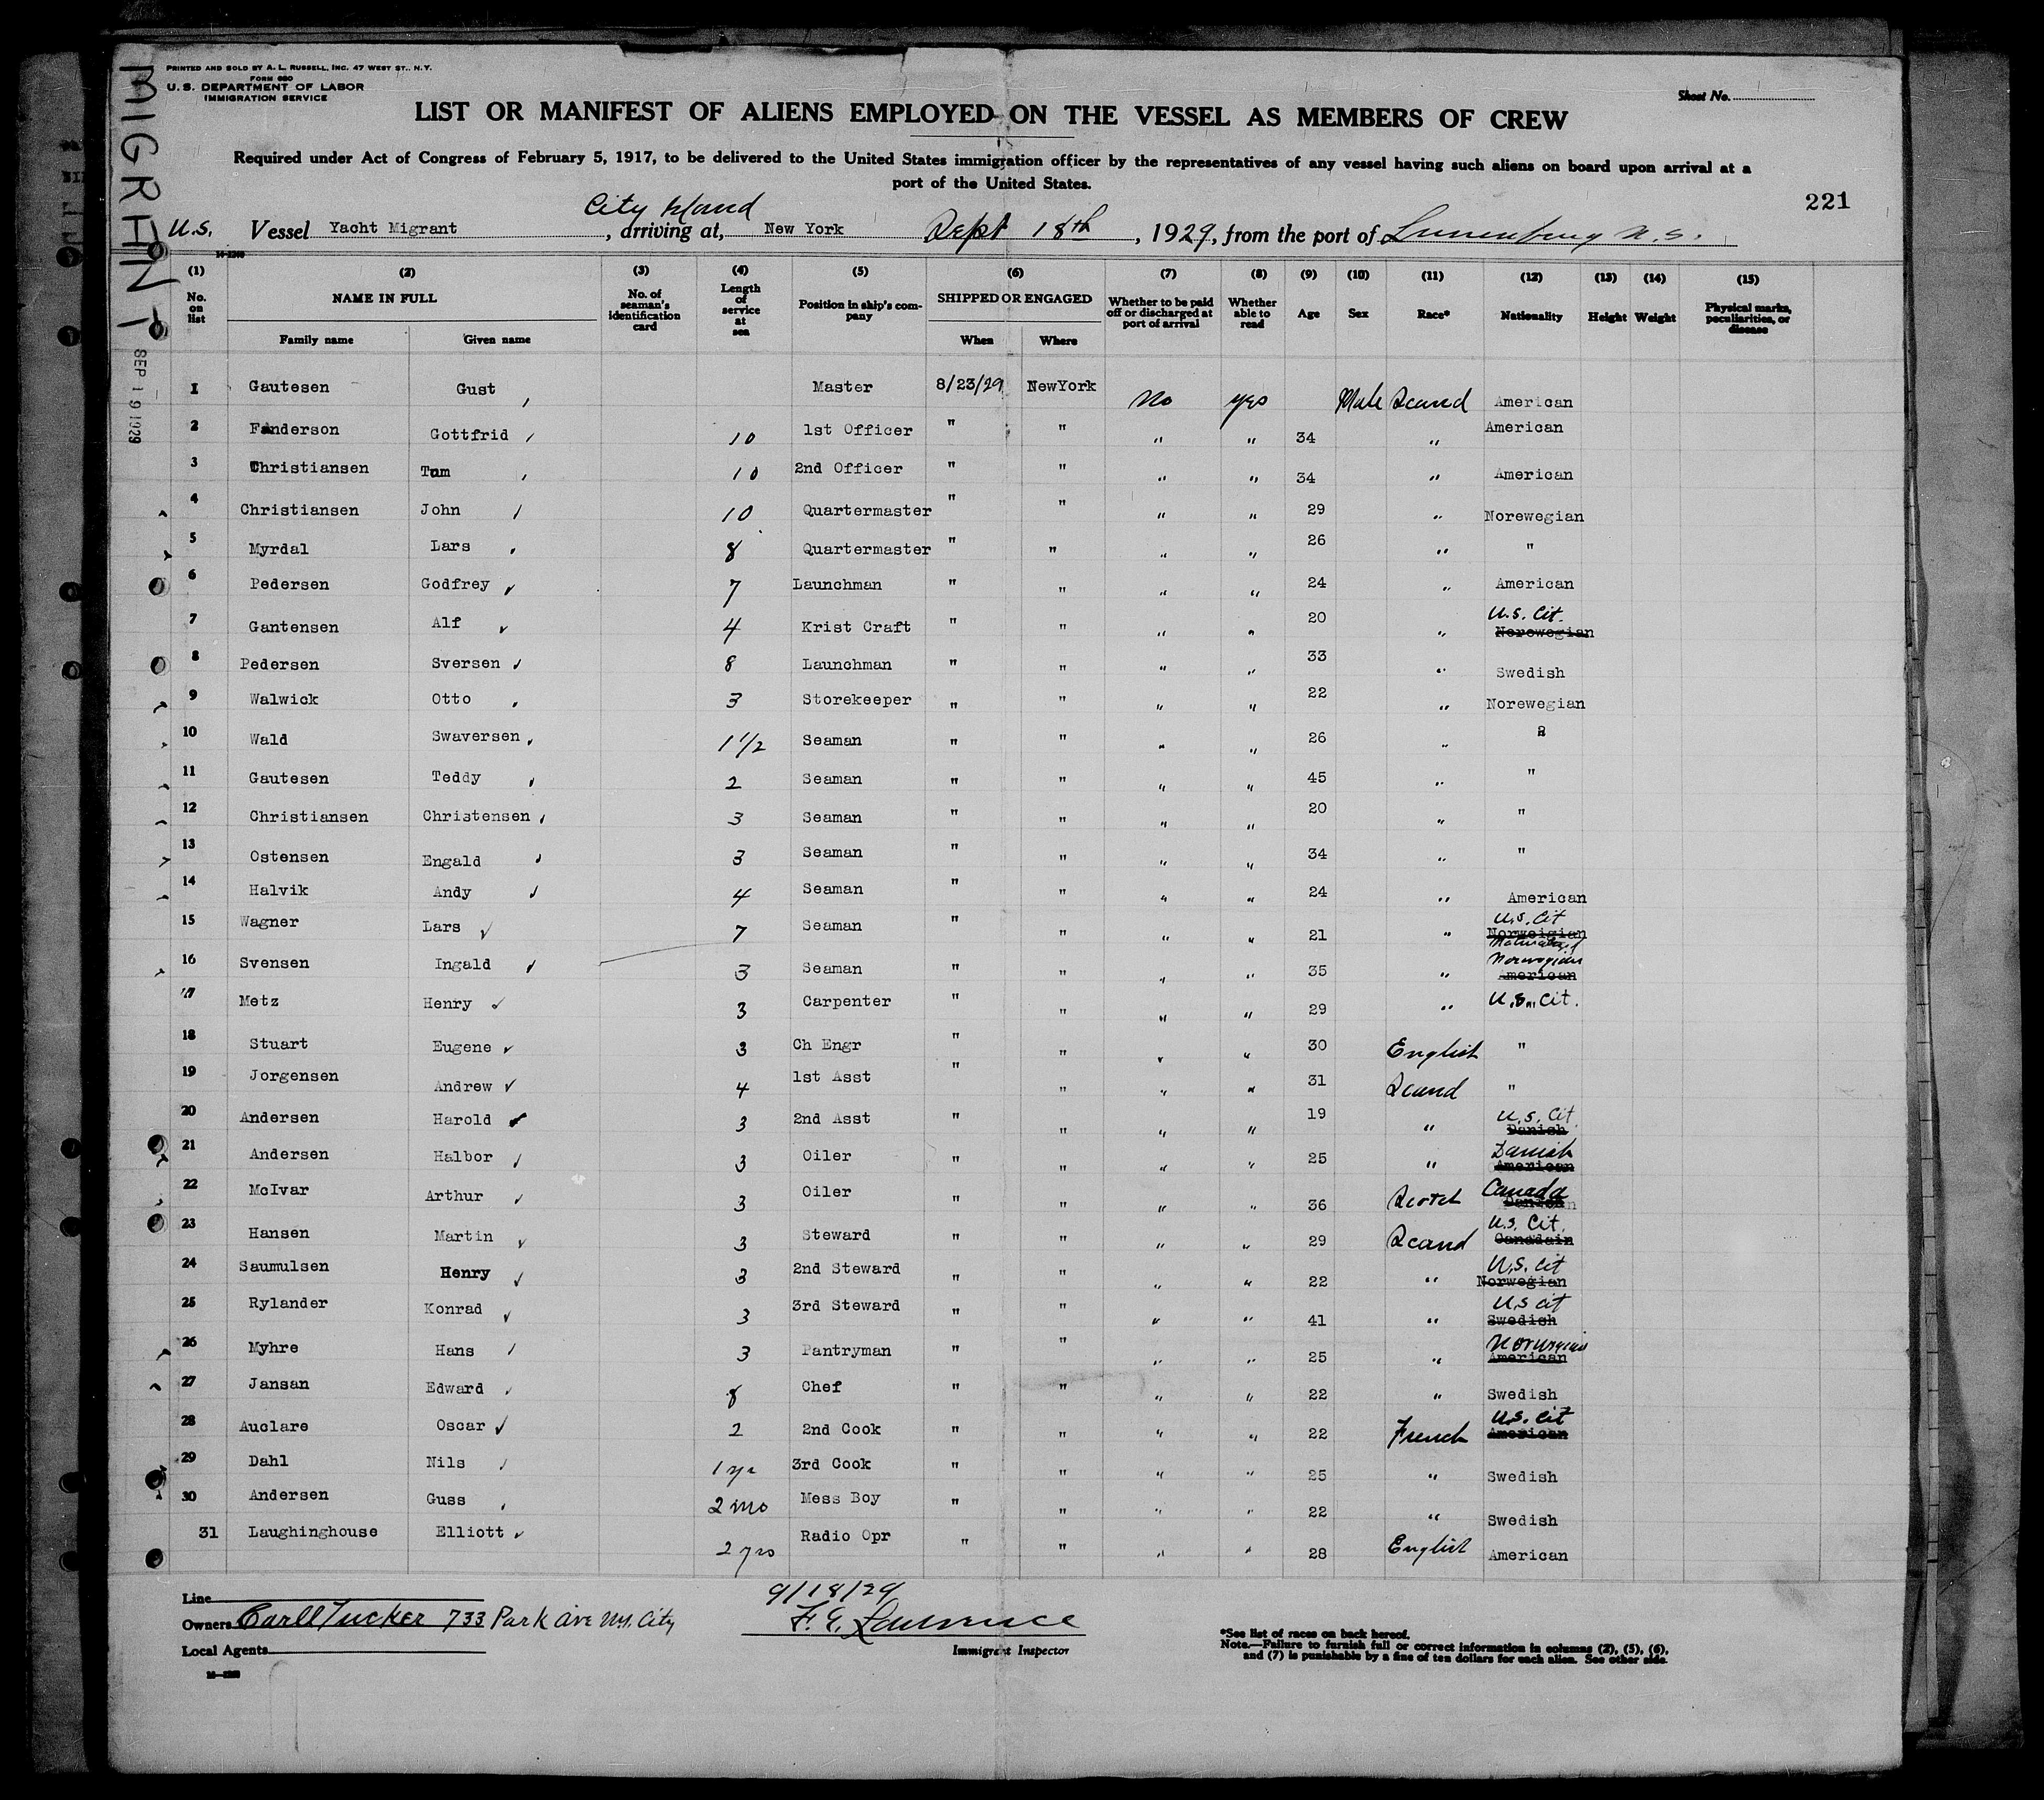 MIGRANT
SEP 19 1929
PRINTED AND SOLD BY A. L. RUSSELL, INC. 47 WEST ST., N.Y.
FORM 680
U. S. DEPARTMENT OF LABOR
IMMIGRATION SERVICE
Sheet No.
LIST OR MANIFEST OF ALIENS EMPLOYED ON THE VESSEL AS MEMBERS OF CREW
Required under Act of Congress of February 5, 1917, to be delivered to the United States immigration officer by the representatives of any vessel having such aliens on board upon arrival at a
port of the United States.
221
City Island
U.S. Vessel Yacht Migrant, arriving at, New York Sept 18th, 1929, from the port of Lunenburg N.S.
(1) (2) (3) (4) (5) (6) (7) (8) (9) (10) (11) (12) (13) (14) (15)
No. on list NAME IN FULL Family name Given name No. of seaman's identification card Length of service at sea Position in ship's company SHIPPED OR ENGAGED When Where Whether to be paid off or discharged at port of arrival Whether able to read Age Sex Race* Nationality Height Weight Physical marks, peculiarities, or disease
1 Gautesen Gust Master 8/23/29 NewYork No yes Male Scand American
2 Fanderson Gottfrid 10 1st Officer " " " " 34 " American
3 Christiansen Tom 10 2nd Officer " " " " 34 " American
4 Christiansen John 10 Quartermaster " " " " 29 " Norewegian
5 Myrdal Lars 8 Quartermaster " " " " 26 " "
6 Pedersen Godfrey 7 Launchman " " " " 24 " American
7 Gantensen Alf 4 Krist Craft " " " " 20 " U.S. Cit. Norewegian
8 Pedersen Sversen 8 Launchman " " " " 33 " Swedish
9 Walwick Otto 3 Storekeeper " " " " 22 " Norewegian
10 Wald Swaversen 1 1/2 Seaman " " " " 26 " "
11 Gautesen Teddy 2 Seaman " " " " 45 " "
12 Christiansen Christensen 3 Seaman " " " " 20 " "
13 Ostensen Engald 3 Seaman " " " " 34 " "
14 Halvik Andy 4 Seaman " " " " 24 " American
15 Wagner Lars 7 Seaman " " " " 21 " U.S. Cit Norweigian
16 Svensen Ingald 3 Seaman " " " " 35 " Norwegian American
17 Metz Henry 3 Carpenter " " " " 29 " U.S. Cit.
18 Stuart Eugene 3 Ch Engr " " " " 30 English "
19 Jorgensen Andrew 4 1st Asst " " " " 31 Scand "
20 Andersen Harold 3 2nd Asst " " " " 19 " U.S. Cit Danish
21 Andersen Halbor 3 Oiler " " " " 25 " Danish American
22 McIvar Arthur 3 Oiler " " " " 36 Scotch Canada
23 Hansen Martin 3 Steward " " " " 29 Scand U.S. Cit. Canadain
24 Saumulsen Henry 3 2nd Steward " " " " 22 " U.S. Cit Norwegian
25 Rylander Konrad 3 3rd Steward " " " " 41 " U.S cit Swedish
26 Myhre Hans 3 Pantryman " " " " 25 " Norwegian American
27 Jansan Edward 8 Chef " " " " 22 " Swedish
28 Auclare Oscar 2 2nd Cook " " " " 22 French U.S. Cit American
29 Dahl Nils 1 yr 3rd Cook " " " " 25 " Swedish
30 Andersen Guss 2 mo Mess Boy " " " " 22 " Swedish
31 Laughinghouse Elliott 2 yrs Radio Opr " " " " 28 English American
Line
Owners Carll Tucker 733 Park Ave N.Y. City
Local Agents
9/18/29
F. E. Lawrence
Immigrant Inspector
*See list of races on back hereof.
Note.—Failure to furnish full or correct information in columns (2), (5), (6),
and (7) is punishable by a fine of ten dollars for each alien. See other side.